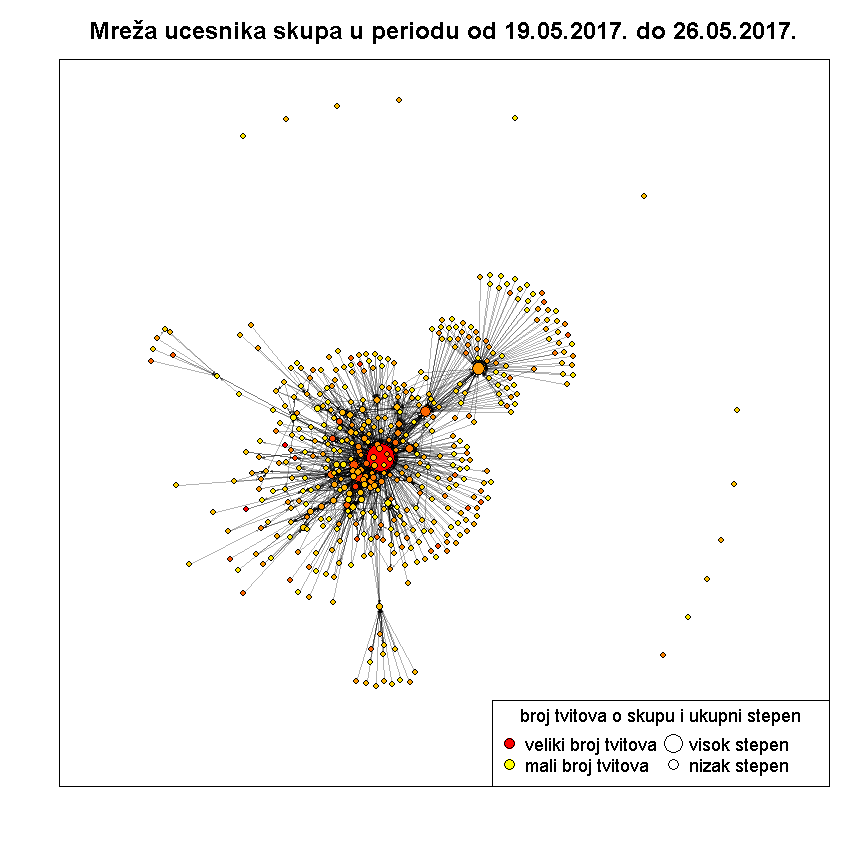 Mreža ucesnika skupa u periodu od 19.05.2017. do 26.05.2017.
broj tvitova o skupu i ukupni stepen
veliki broj tvitova visok stepen
mali broj tvitova nizak stepen